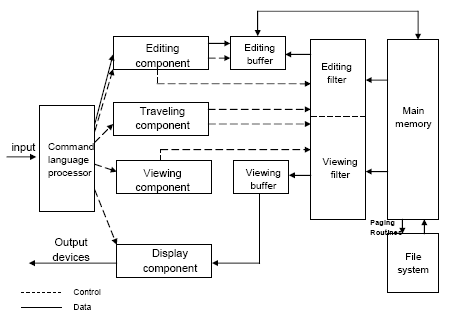 Editing
component
Editing
buffer
Editing
filter
Traveling
component
Main
memory
input
Command
language
processor
Viewing
component
Viewing
buffer
Viewing
filter
Paging
Routines
Output
devices
Display
component
File
system
Control
Data